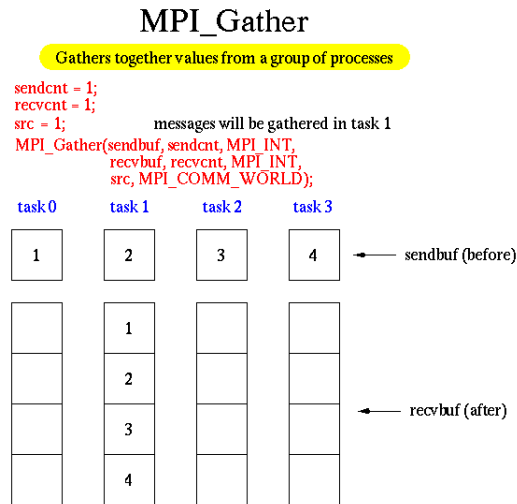 MPI_Gather
Gathers together values from a group of processes
sendcnt = 1;
recvcnt = 1;
src = 1; messages will be gathered in task 1
MPI_Gather(sendbuf, sendcnt, MPI_INT,
recvbuf, recvcnt, MPI_INT,
src, MPI_COMM_WORLD);
task 0 task 1 task 2 task 3
1 2 3 4 sendbuf (before)
1
2
3
recvbuf (after)
4